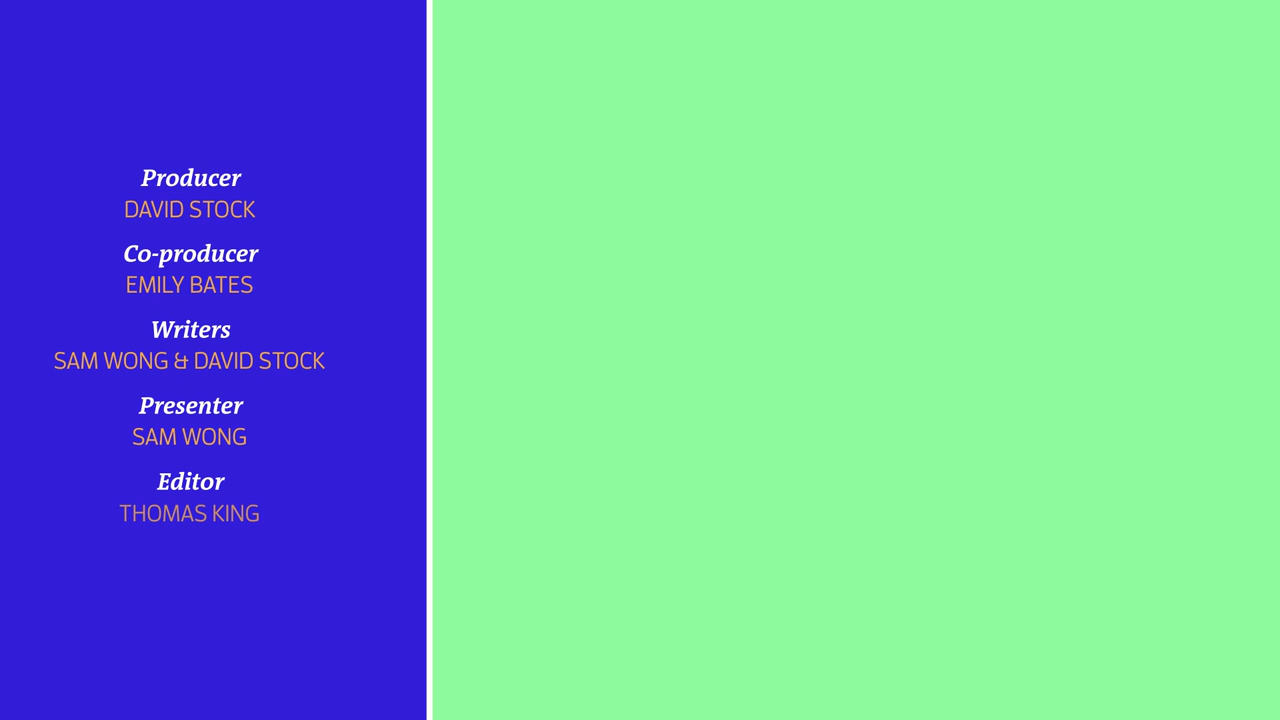 Producer
DAVID STOCK
Co-producer
EMILY BATES
Writers
SAM WONG & DAVID STOCK
Presenter
SAM WONG
Editor
THOMAS KING